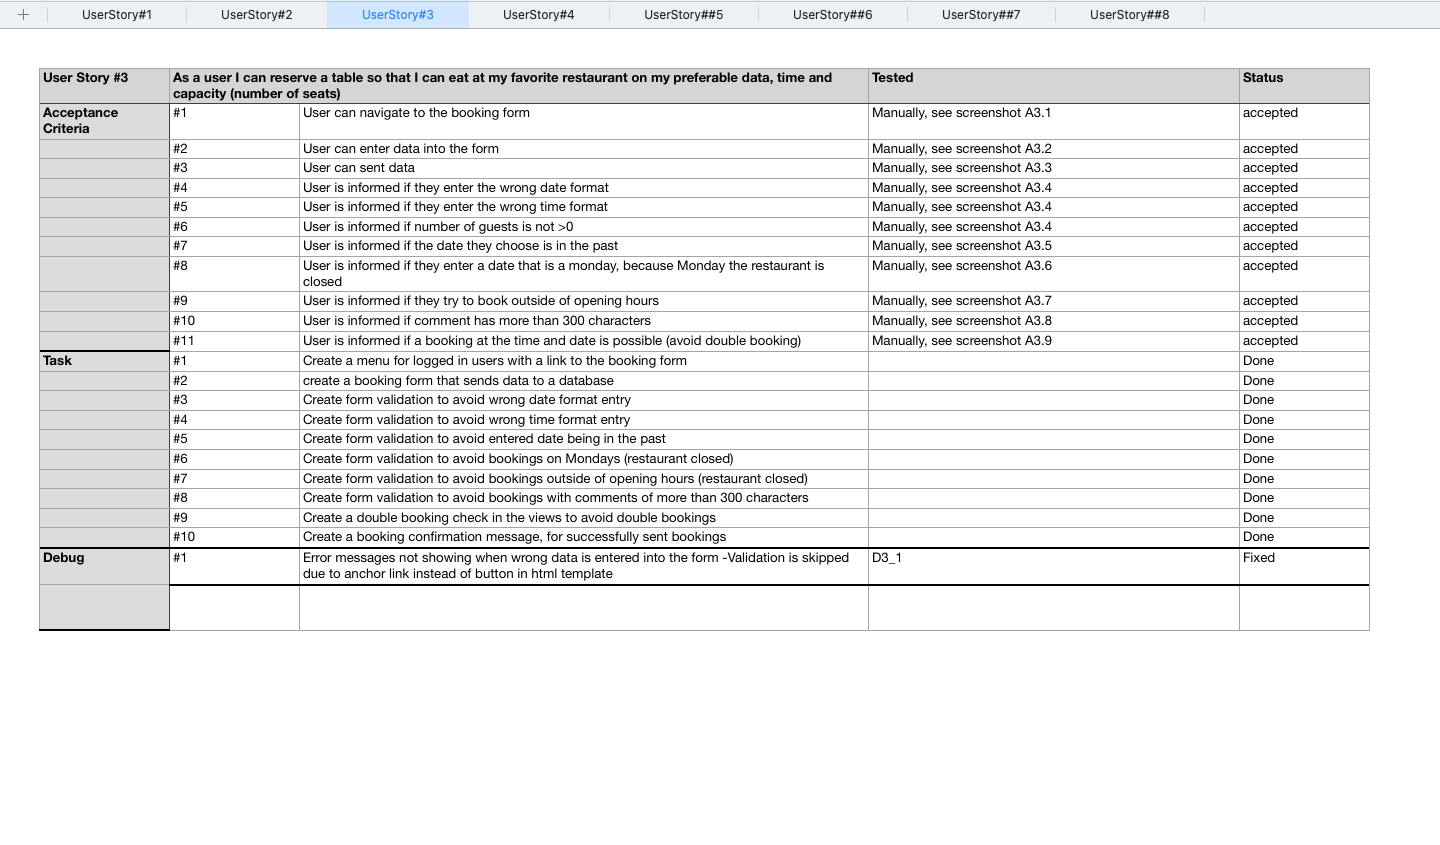 UserStory#1 UserStory#2 UserStory#3 UserStory#4 UserStory##5 UserStory##6 UserStory##7 UserStory##8
User Story #3 As a user I can reserve a table so that I can eat at my favorite restaurant on my preferable data, time and Tested Status
capacity (number of seats)
Acceptance #1 User can navigate to the booking form Manually, see screenshot A3.1 accepted
Criteria
#2 User can enter data into the form Manually, see screenshot A3.2 accepted
#3 User can sent data Manually, see screenshot A3.3 accepted
#4 User is informed if they enter the wrong date format Manually, see screenshot A3.4 accepted
#5 User is informed if they enter the wrong time format Manually, see screenshot A3.4 accepted
#6 User is informed if number of guests is not >0 Manually, see screenshot A3.4 accepted
#7 User is informed if the date they choose is in the past Manually, see screenshot A3.5 accepted
#8 User is informed if they enter a date that is a monday, because Monday the restaurant is Manually, see screenshot A3.6 accepted
closed
#9 User is informed if they try to book outside of opening hours Manually, see screenshot A3.7 accepted
#10 User is informed if comment has more than 300 characters Manually, see screenshot A3.8 accepted
#11 User is informed if a booking at the time and date is possible (avoid double booking) Manually, see screenshot A3.9 accepted
Task #1 Create a menu for logged in users with a link to the booking form Done
#2 create a booking form that sends data to a database Done
#3 Create form validation to avoid wrong date format entry Done
#4 Create form validation to avoid wrong time format entry Done
#5 Create form validation to avoid entered date being in the past Done
#6 Create form validation to avoid bookings on Mondays (restaurant closed) Done
#7 Create form validation to avoid bookings outside of opening hours (restaurant closed) Done
#8 Create form validation to avoid bookings with comments of more than 300 characters Done
#9 Create a double booking check in the views to avoid double bookings Done
#10 Create a booking confirmation message, for successfully sent bookings Done
Debug #1 Error messages not showing when wrong data is entered into the form -Validation is skipped D3_1 Fixed
due to anchor link instead of button in html template